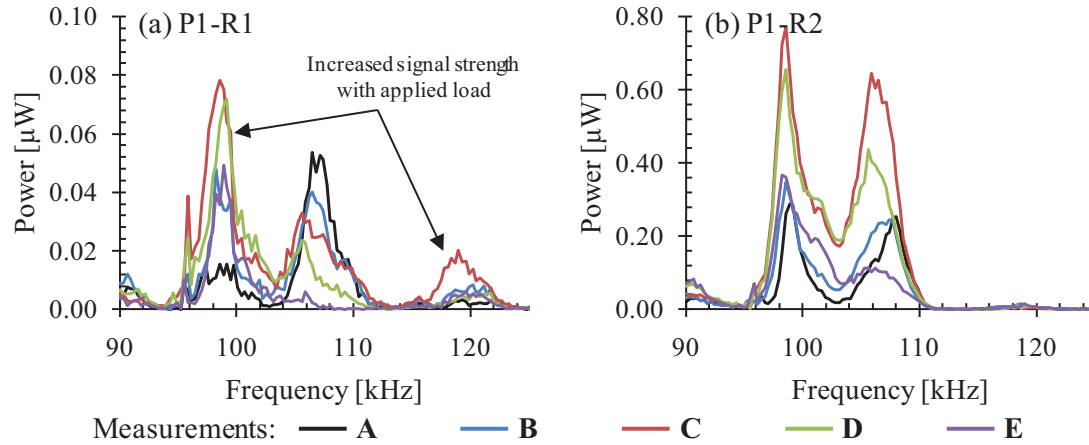 (a) P1-R1
Increased signal strength
with applied load
Power [µW]
0.10
0.08
0.06
0.04
0.02
0.00
90
100
110
120
Frequency [kHz]
(b) P1-R2
Power [µW]
0.80
0.60
0.40
0.20
0.00
90
100
110
120
Frequency [kHz]
Measurements: A B C D E